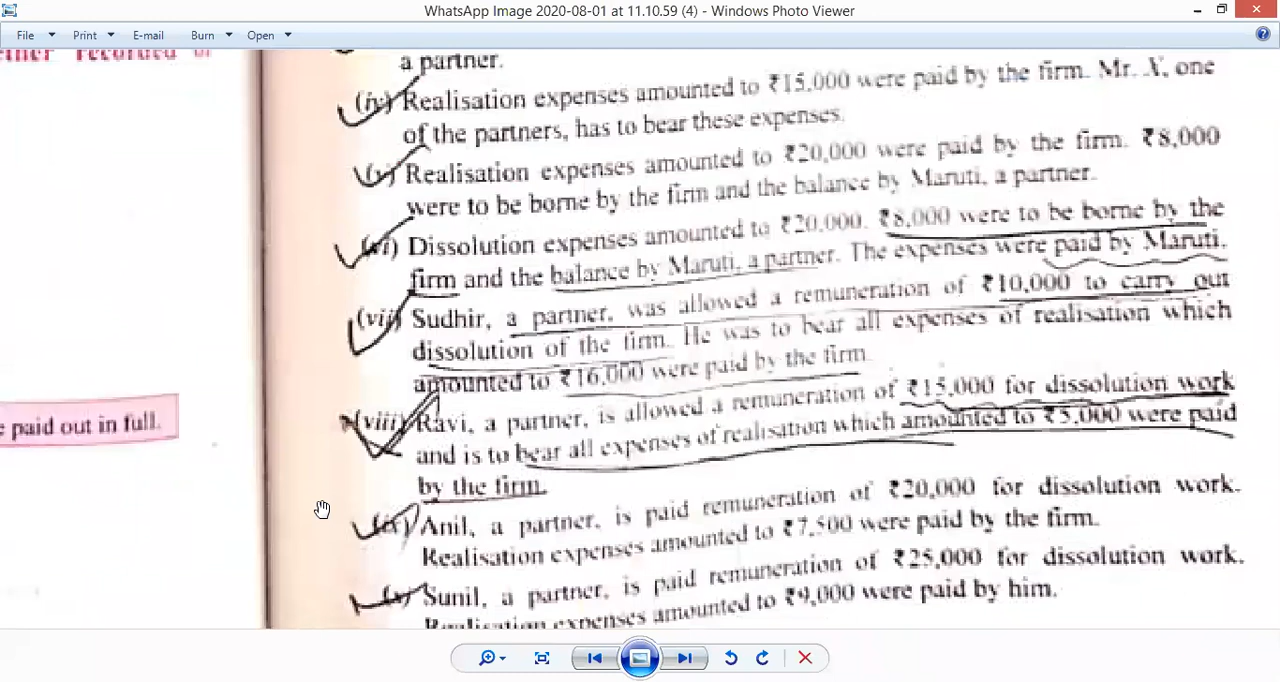 WhatsApp Image 2020-08-01 at 11.10.59 (4) - Windows Photo Viewer
File Print E-mail Burn Open
either recorded or
a partner.
(iv) Realisation expenses amounted to ₹15,000 were paid by the firm. Mr. X, one
of the partners, has to bear these expenses.
(v) Realisation expenses amounted to ₹20,000 were paid by the firm. ₹8,000
were to be borne by the firm and the balance by Maruti, a partner.
(vi) Dissolution expenses amounted to ₹20,000. ₹8,000 were to be borne by the
firm and the balance by Maruti, a partner. The expenses were paid by Maruti.
(vii) Sudhir, a partner, was allowed a remuneration of ₹10,000 to carry out
dissolution of the firm. He was to bear all expenses of realisation which
amounted to ₹16,000 were paid by the firm.
(viii) Ravi, a partner, is allowed a remuneration of ₹15,000 for dissolution work
and is to bear all expenses of realisation which amounted to ₹5,000 were paid
by the firm.
e paid out in full.
(ix) Anil, a partner, is paid remuneration of ₹20,000 for dissolution work.
Realisation expenses amounted to ₹7,500 were paid by the firm.
(x) Sunil, a partner, is paid remuneration of ₹25,000 for dissolution work.
Realisation expenses amounted to ₹9,000 were paid by him.